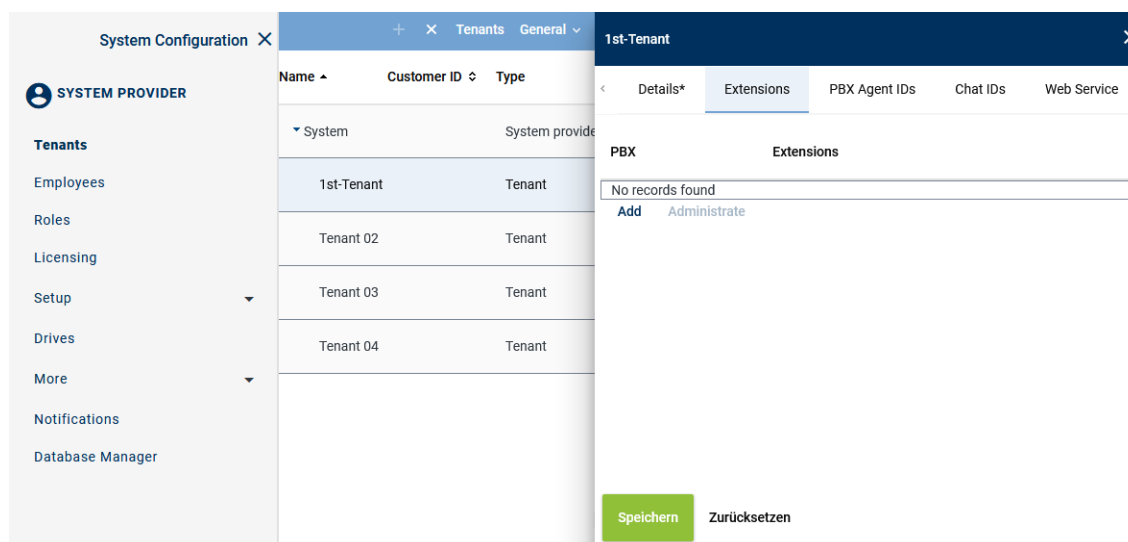 System Configuration
SYSTEM PROVIDER
Tenants
Employees
Roles
Licensing
Setup
Drives
More
Notifications
Database Manager
Tenants General
Name Customer ID Type
System System provide
1st-Tenant Tenant
Tenant 02 Tenant
Tenant 03 Tenant
Tenant 04 Tenant
1st-Tenant
Details* Extensions PBX Agent IDs Chat IDs Web Service
PBX Extensions
No records found
Add Administrate
Speichern Zurücksetzen